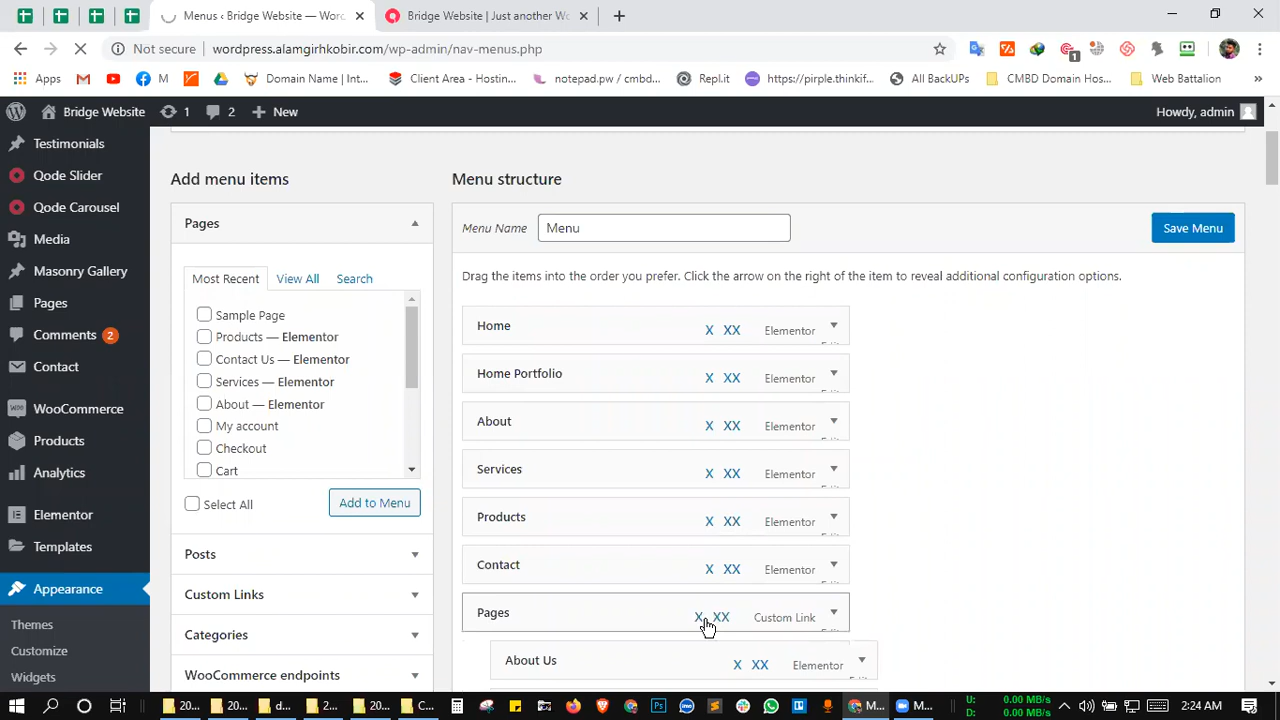 Menus ‹ Bridge Website — Worc
Bridge Website | Just another W
Not secure
wordpress.alamgirhkobir.com/wp-admin/nav-menus.php
1
Apps
M
Domain Name | Int...
Client Area - Hostin...
notepad.pw / cmbd...
Repl.it
https://pirple.thinkif...
All BackUPs
CMBD Domain Hos...
Web Battalion
»
Bridge Website
1
2
New
Howdy, admin
Testimonials
Qode Slider
Qode Carousel
Media
Masonry Gallery
Pages
Comments 2
Contact
WooCommerce
Products
Analytics
Elementor
Templates
Appearance
Themes
Customize
Widgets
Add menu items
Pages
Most Recent
View All
Search
Sample Page
Products — Elementor
Contact Us — Elementor
Services — Elementor
About — Elementor
My account
Checkout
Cart
Select All
Add to Menu
Posts
Custom Links
Categories
WooCommerce endpoints
Menu structure
Menu Name
Menu
Save Menu
Drag the items into the order you prefer. Click the arrow on the right of the item to reveal additional configuration options.
Home X XX Elementor
Home Portfolio X XX Elementor
About X XX Elementor
Services X XX Elementor
Products X XX Elementor
Contact X XX Elementor
Pages X XX Custom Link
About Us X XX Elementor
20...
20...
d...
2...
20...
C...
M...
M...
U: 0.00 MB/s
D: 0.00 MB/s
2:24 AM